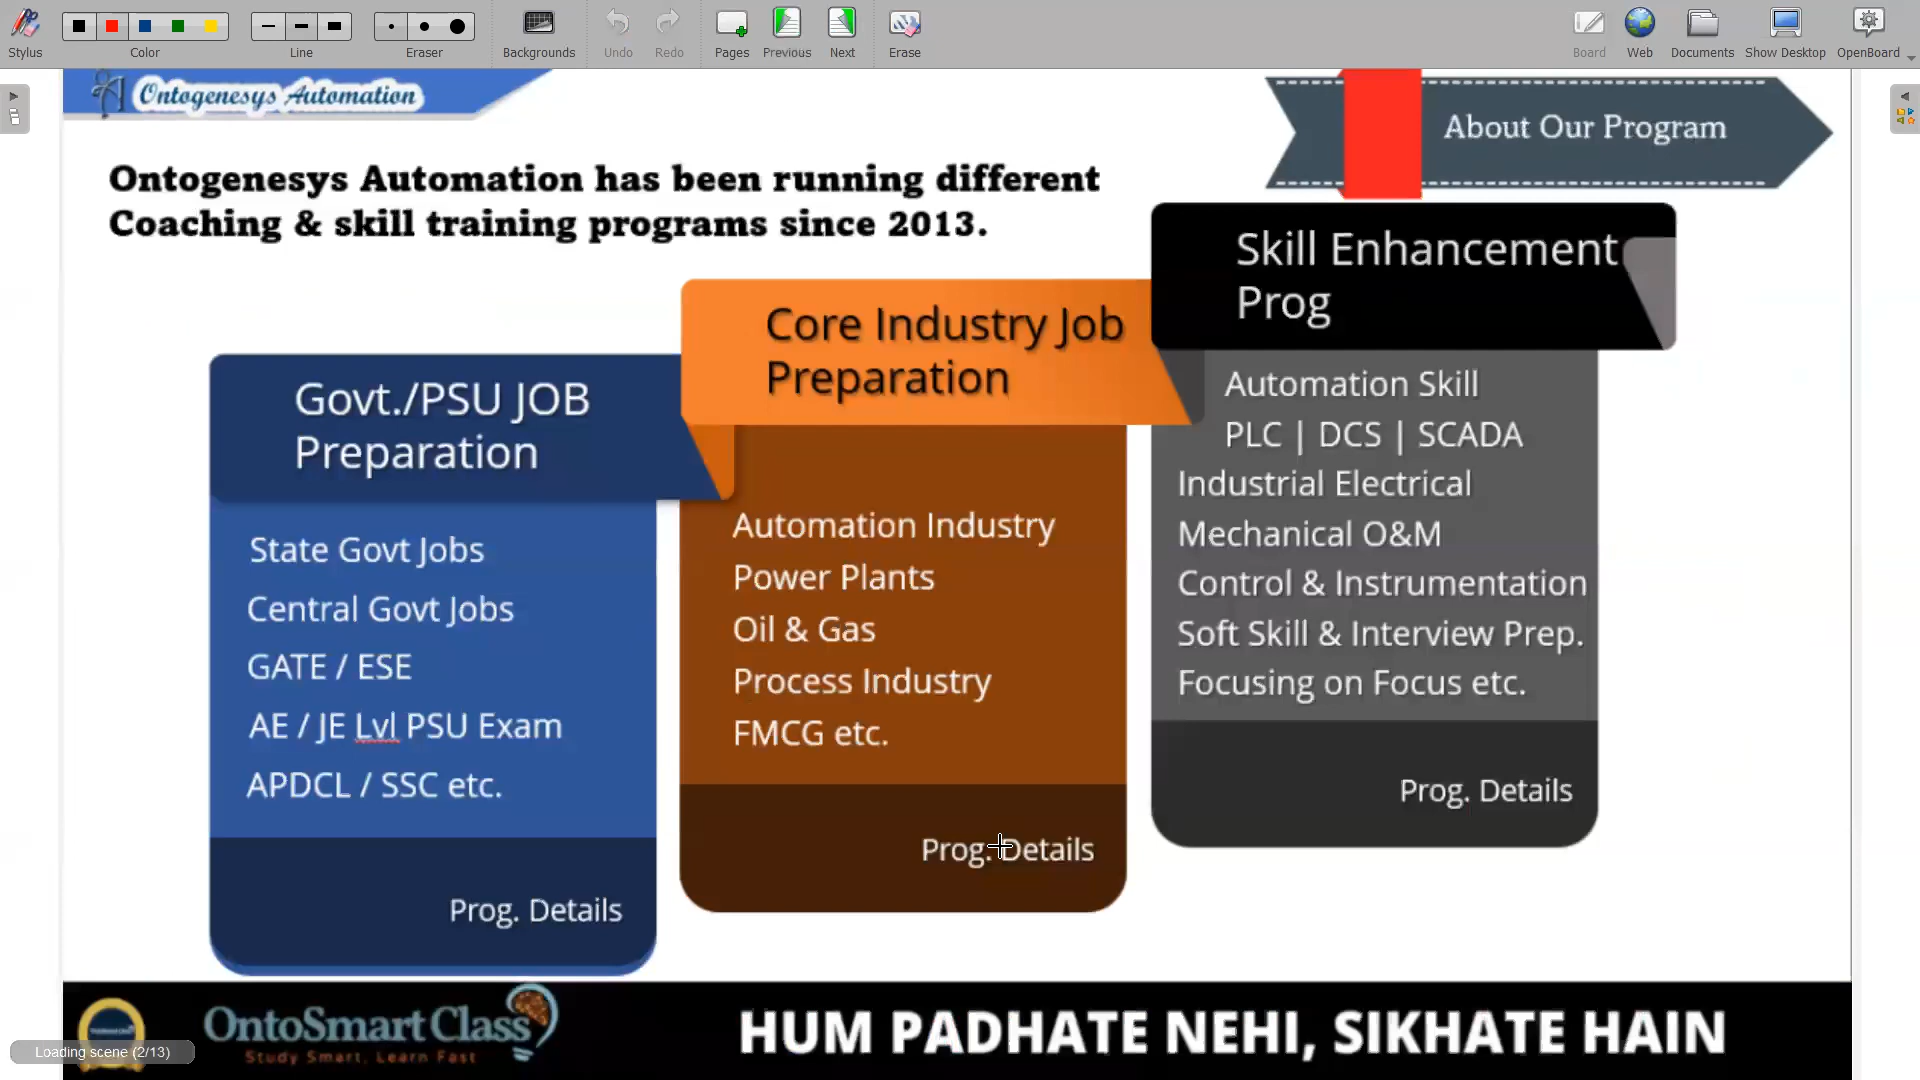 Stylus
Color
Line
Eraser
Backgrounds
Undo
Redo
Pages
Previous
Next
Erase
Board
Web
Documents
Show Desktop
OpenBoard
Ontogenesys Automation
About Our Program
Ontogenesys Automation has been running different
Coaching & skill training programs since 2013.
Govt./PSU JOB
Preparation
State Govt Jobs
Central Govt Jobs
GATE / ESE
AE / JE Lvl PSU Exam
APDCL / SSC etc.
Prog. Details
Core Industry Job
Preparation
Automation Industry
Power Plants
Oil & Gas
Process Industry
FMCG etc.
Prog. Details
Skill Enhancement
Prog
Automation Skill
PLC | DCS | SCADA
Industrial Electrical
Mechanical O&M
Control & Instrumentation
Soft Skill & Interview Prep.
Focusing on Focus etc.
Prog. Details
OntoSmart Class
Study Smart, Learn Fast
HUM PADHATE NEHI, SIKHATE HAIN
Loading scene (2/13)